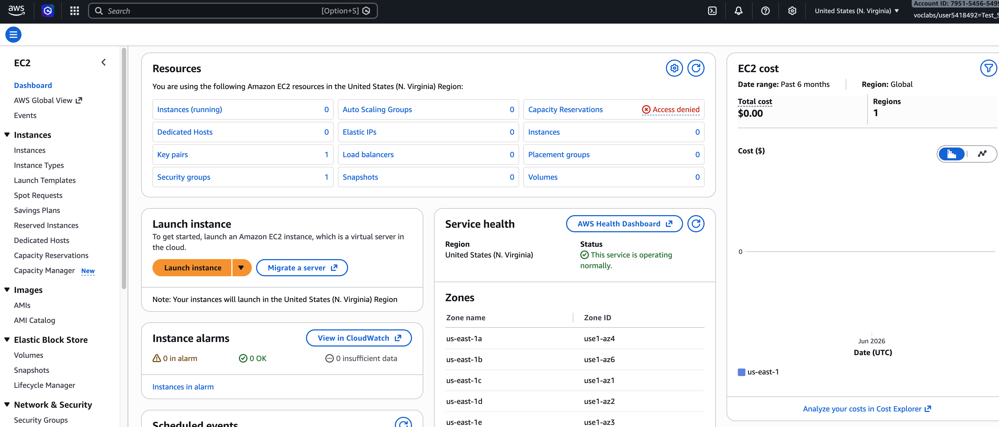 aws
Search
[Option+S]
United States (N. Virginia)
Account ID: 7951-5456-549
voclabs/user5418492=Test_
EC2
Dashboard
AWS Global View
Events
Instances
Instances
Instance Types
Launch Templates
Spot Requests
Savings Plans
Reserved Instances
Dedicated Hosts
Capacity Reservations
Capacity Manager New
Images
AMIs
AMI Catalog
Elastic Block Store
Volumes
Snapshots
Lifecycle Manager
Network & Security
Security Groups
Resources
You are using the following Amazon EC2 resources in the United States (N. Virginia) Region:
Instances (running) 0
Auto Scaling Groups 0
Capacity Reservations Access denied
Dedicated Hosts 0
Elastic IPs 0
Instances 0
Key pairs 1
Load balancers 0
Placement groups 0
Security groups 1
Snapshots 0
Volumes 0
Launch instance
To get started, launch an Amazon EC2 instance, which is a virtual server in
the cloud.
Launch instance
Migrate a server
Note: Your instances will launch in the United States (N. Virginia) Region
Instance alarms
View in CloudWatch
0 in alarm
0 OK
0 insufficient data
Instances in alarm
Scheduled events
Service health
AWS Health Dashboard
Region
United States (N. Virginia)
Status
This service is operating
normally.
Zones
Zone name Zone ID
us-east-1a use1-az4
us-east-1b use1-az6
us-east-1c use1-az1
us-east-1d use1-az2
us-east-1e use1-az3
EC2 cost
Date range: Past 6 months
Region: Global
Total cost
$0.00
Regions
1
Cost ($)
0
Jun 2026
Date (UTC)
us-east-1
Analyze your costs in Cost Explorer